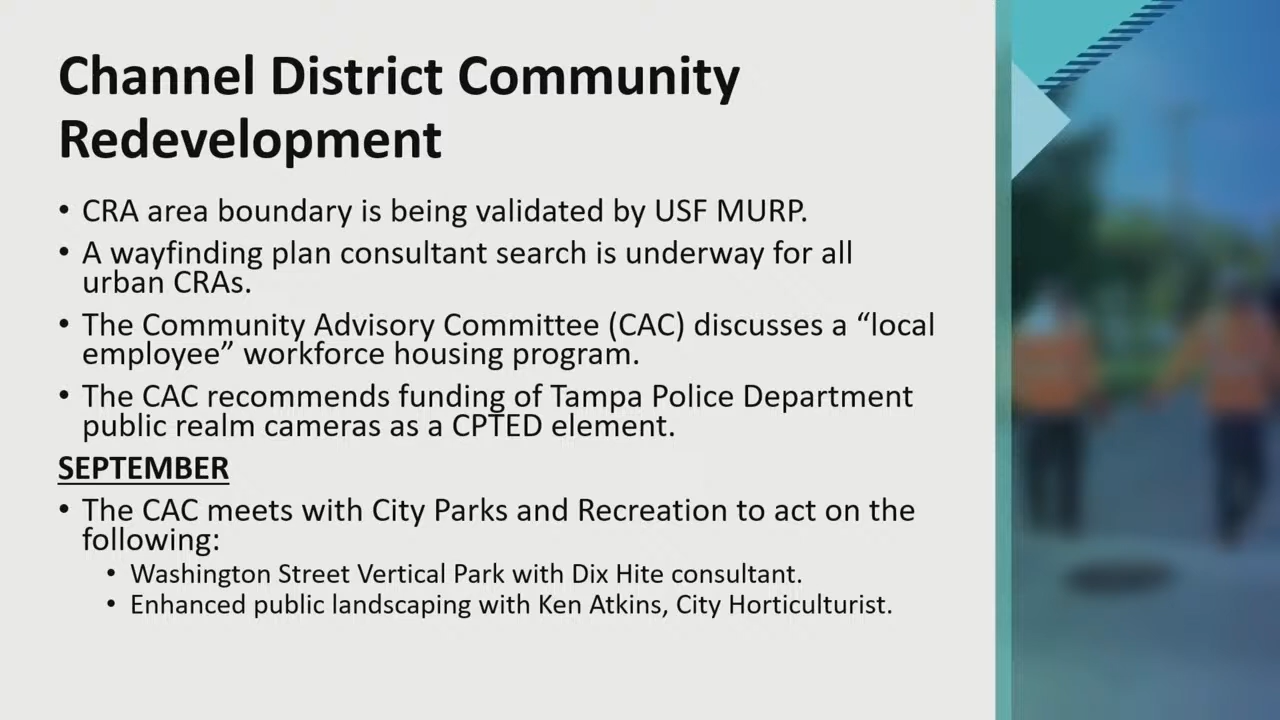 Channel District Community
Redevelopment
• CRA area boundary is being validated by USF MURP.
• A wayfinding plan consultant search is underway for all
urban CRAs.
• The Community Advisory Committee (CAC) discusses a “local
employee” workforce housing program.
• The CAC recommends funding of Tampa Police Department
public realm cameras as a CPTED element.
SEPTEMBER
• The CAC meets with City Parks and Recreation to act on the
following:
• Washington Street Vertical Park with Dix Hite consultant.
• Enhanced public landscaping with Ken Atkins, City Horticulturist.